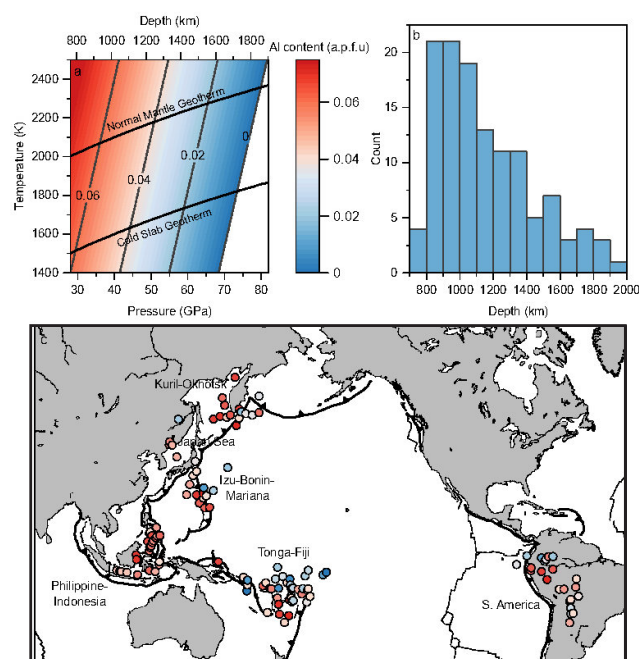 Depth (km)
800 1000 1200 1400 1600 1800
Al content (a.p.f.u)
a
Normal Mantle Geotherm
Cold Slab Geotherm
0.06
0.04
0.02
0
2400
2200
2000
1800
1600
1400
Temperature (K)
30 40 50 60 70 80
Pressure (GPa)
0.06
0.04
0.02
0
b
20
15
10
5
0
Count
800 1000 1200 1400 1600 1800 2000
Depth (km)
Kuril-Okhotsk
Japan Sea
Izu-Bonin-
Mariana
Tonga-Fiji
Philippine-
Indonesia
S. America